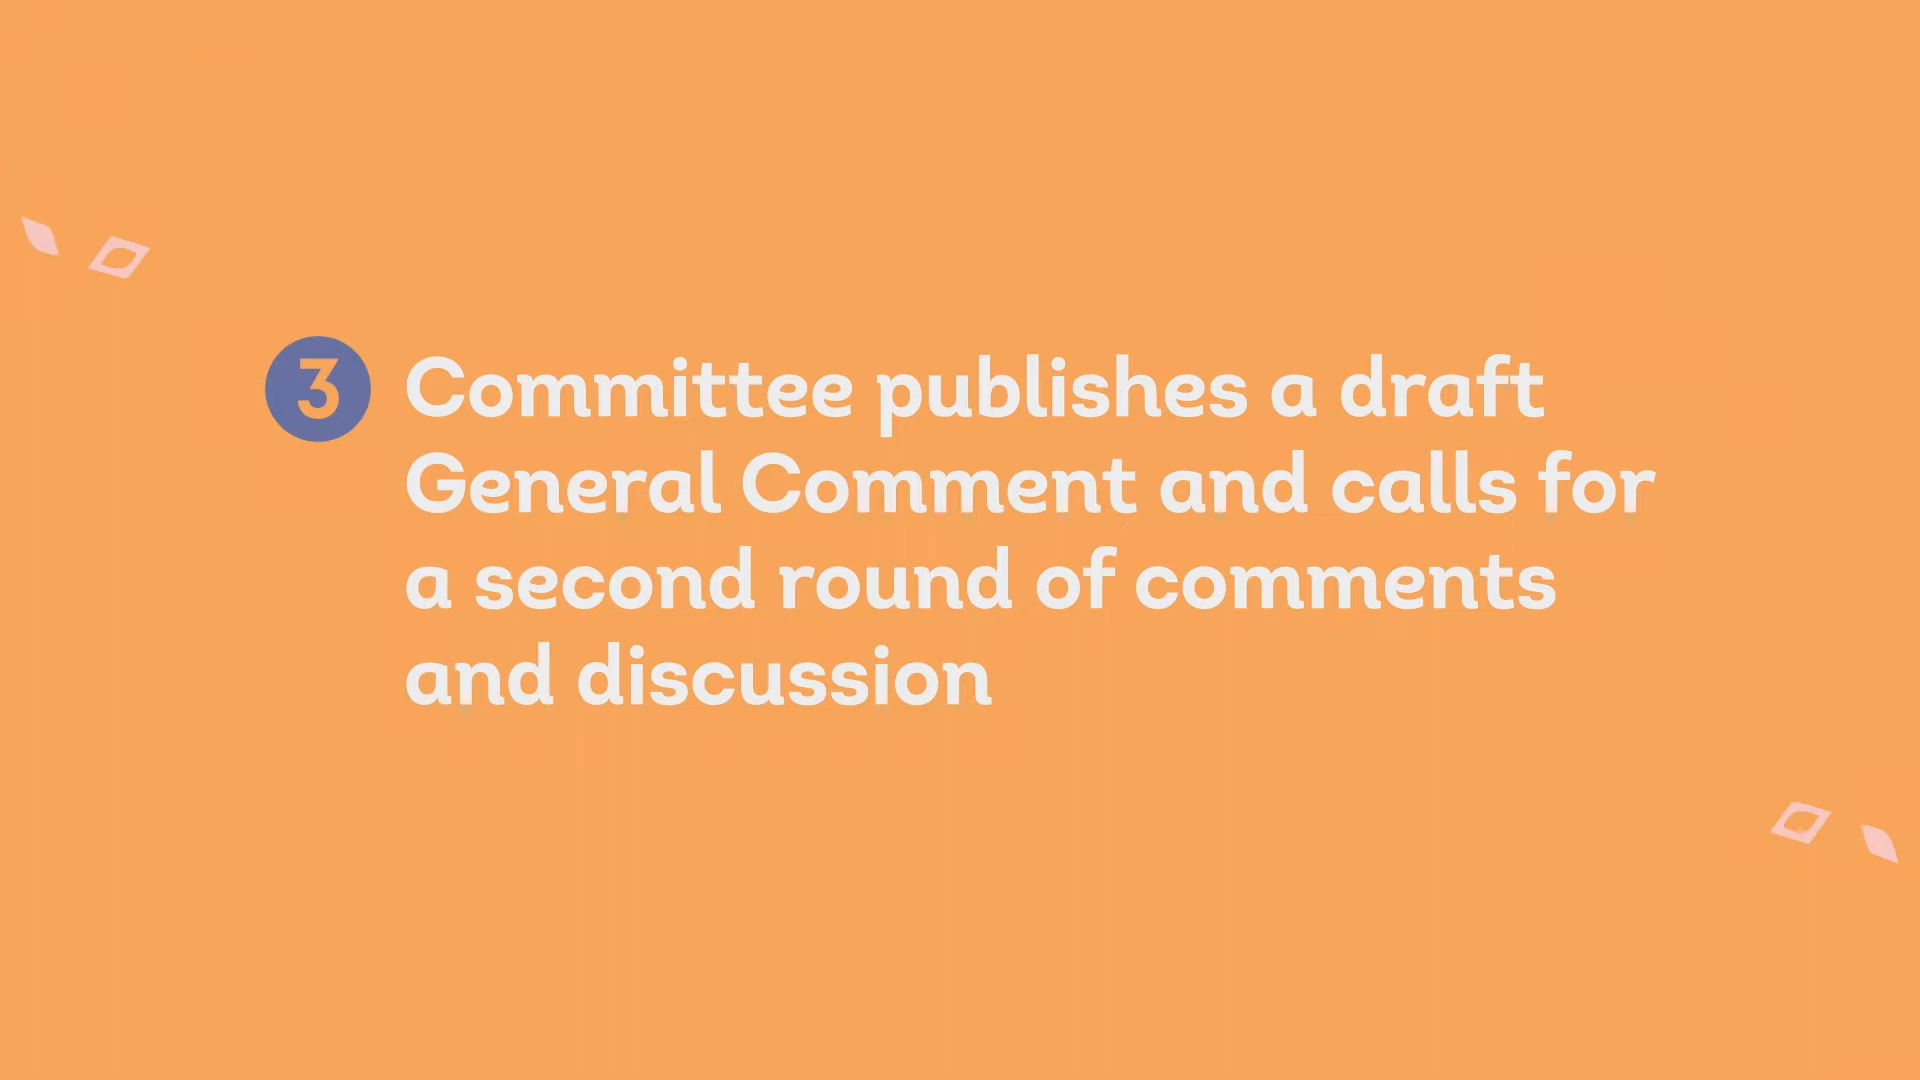 3 Committee publishes a draft
General Comment and calls for
a second round of comments
and discussion